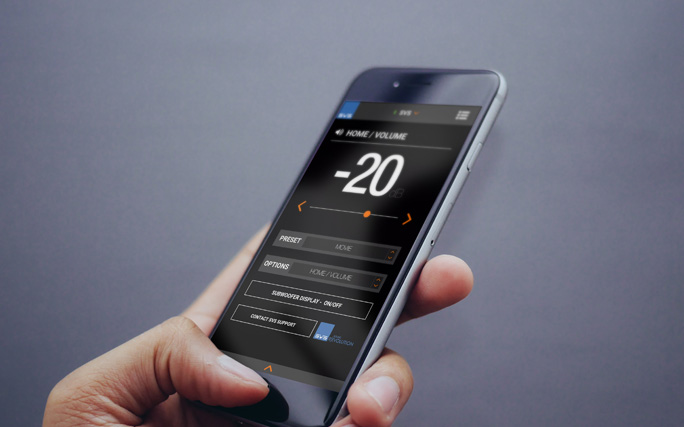 SVS
SVS
HOME / VOLUME
-20
dB
PRESET MOVIE
OPTIONS HOME / VOLUME
SUBWOOFER DISPLAY - ON/OFF
CONTACT SVS SUPPORT
SVS